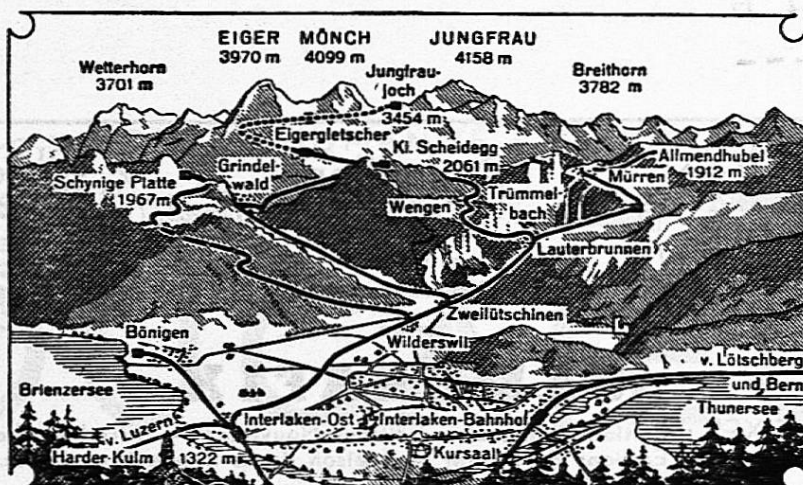 EIGER MÖNCH JUNGFRAU
3970 m 4099 m 4158 m
Wetterhorn
3701 m
Jungfrau-
joch
3454 m
Breithorn
3782 m
Eigergletscher
Kl. Scheidegg
2061 m
Allmendhubel
1912 m
Mürren
Schynige Platte
1967m
Grindel-
wald
Wengen
Trümmel-
bach
Lauterbrunnen
Zweilütschinen
Bönigen
Wilderswil
v. Lötschberg
und Bern
Brienzersee
Thunersee
v. Luzern
Interlaken-Ost
Interlaken-Bahnhof
Harder Kulm 1322 m
Kursaal